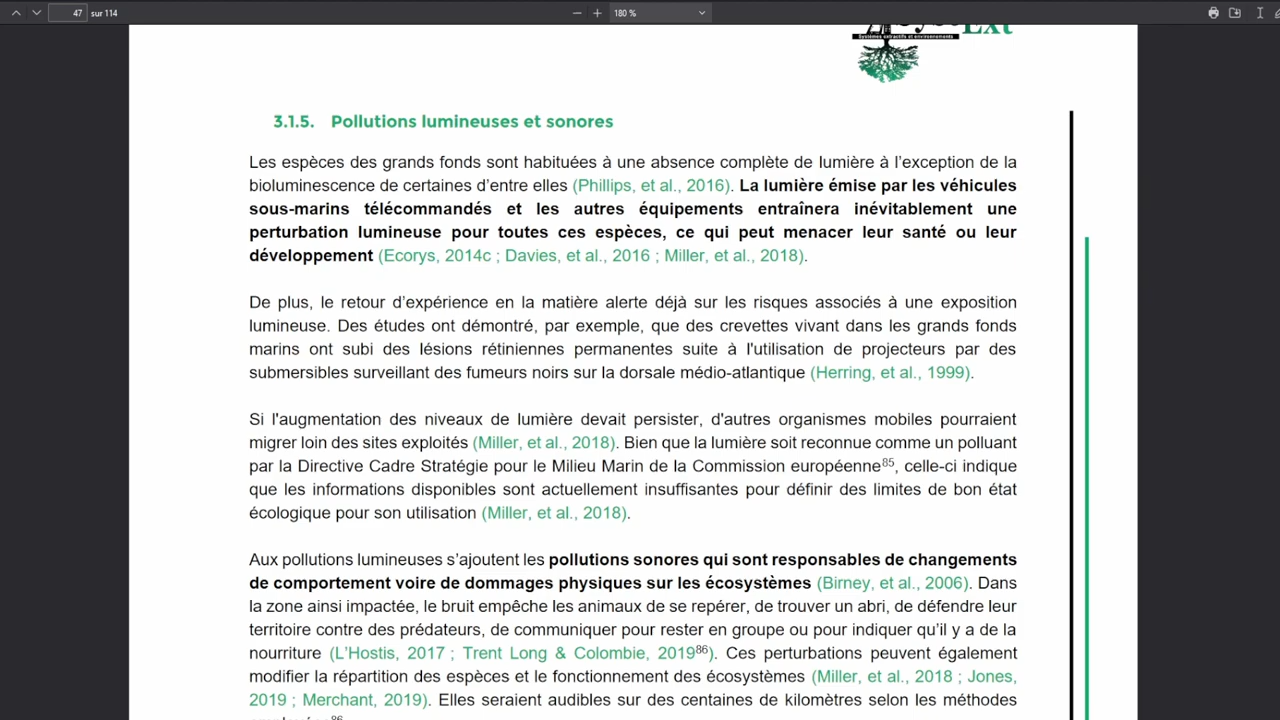 47 sur 114 180 %
Ext
Systèmes extractifs et environnements
3.1.5. Pollutions lumineuses et sonores
Les espèces des grands fonds sont habituées à une absence complète de lumière à l’exception de la
bioluminescence de certaines d’entre elles (Phillips, et al., 2016). La lumière émise par les véhicules
sous-marins télécommandés et les autres équipements entraînera inévitablement une
perturbation lumineuse pour toutes ces espèces, ce qui peut menacer leur santé ou leur
développement (Ecorys, 2014c ; Davies, et al., 2016 ; Miller, et al., 2018).
De plus, le retour d’expérience en la matière alerte déjà sur les risques associés à une exposition
lumineuse. Des études ont démontré, par exemple, que des crevettes vivant dans les grands fonds
marins ont subi des lésions rétiniennes permanentes suite à l'utilisation de projecteurs par des
submersibles surveillant des fumeurs noirs sur la dorsale médio-atlantique (Herring, et al., 1999).
Si l'augmentation des niveaux de lumière devait persister, d'autres organismes mobiles pourraient
migrer loin des sites exploités (Miller, et al., 2018). Bien que la lumière soit reconnue comme un polluant
par la Directive Cadre Stratégie pour le Milieu Marin de la Commission européenne85, celle-ci indique
que les informations disponibles sont actuellement insuffisantes pour définir des limites de bon état
écologique pour son utilisation (Miller, et al., 2018).
Aux pollutions lumineuses s’ajoutent les pollutions sonores qui sont responsables de changements
de comportement voire de dommages physiques sur les écosystèmes (Birney, et al., 2006). Dans
la zone ainsi impactée, le bruit empêche les animaux de se repérer, de trouver un abri, de défendre leur
territoire contre des prédateurs, de communiquer pour rester en groupe ou pour indiquer qu’il y a de la
nourriture (L’Hostis, 2017 ; Trent Long & Colombie, 201986). Ces perturbations peuvent également
modifier la répartition des espèces et le fonctionnement des écosystèmes (Miller, et al., 2018 ; Jones,
2019 ; Merchant, 2019). Elles seraient audibles sur des centaines de kilomètres selon les méthodes